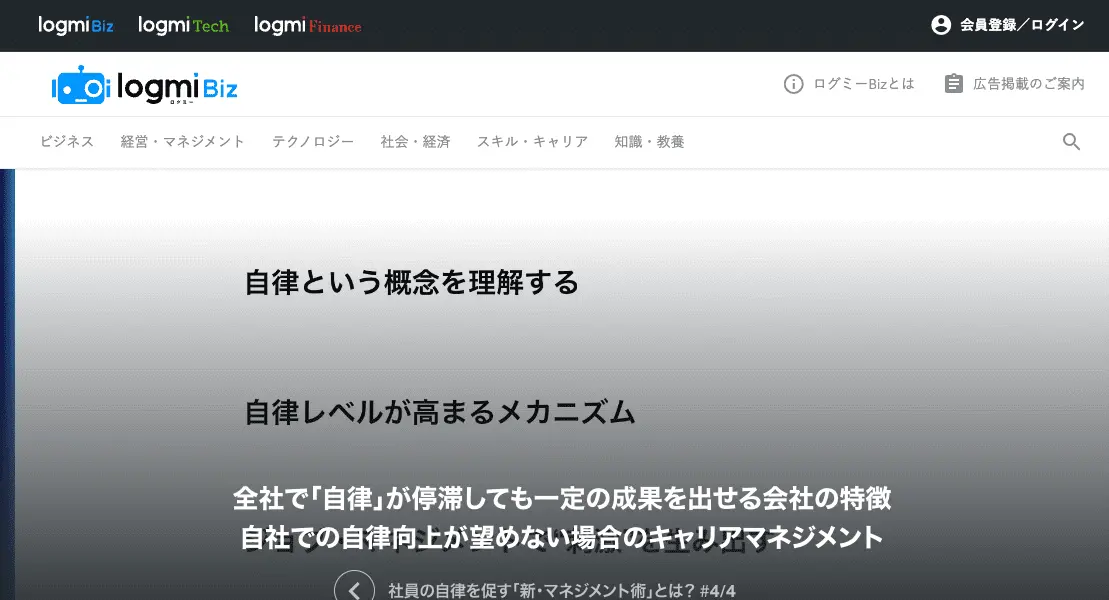 logmi Biz logmi Tech logmi Finance 会員登録／ログイン
logmi Biz
ログミー
ログミーBizとは 広告掲載のご案内
ビジネス 経営・マネジメント テクノロジー 社会・経済 スキル・キャリア 知識・教養
自律という概念を理解する
自律レベルが高まるメカニズム
全社で「自律」が停滞しても一定の成果を出せる会社の特徴
自社での自律向上が望めない場合のキャリアマネジメント
社員の自律を促す「新・マネジメント術」とは？ #4/4